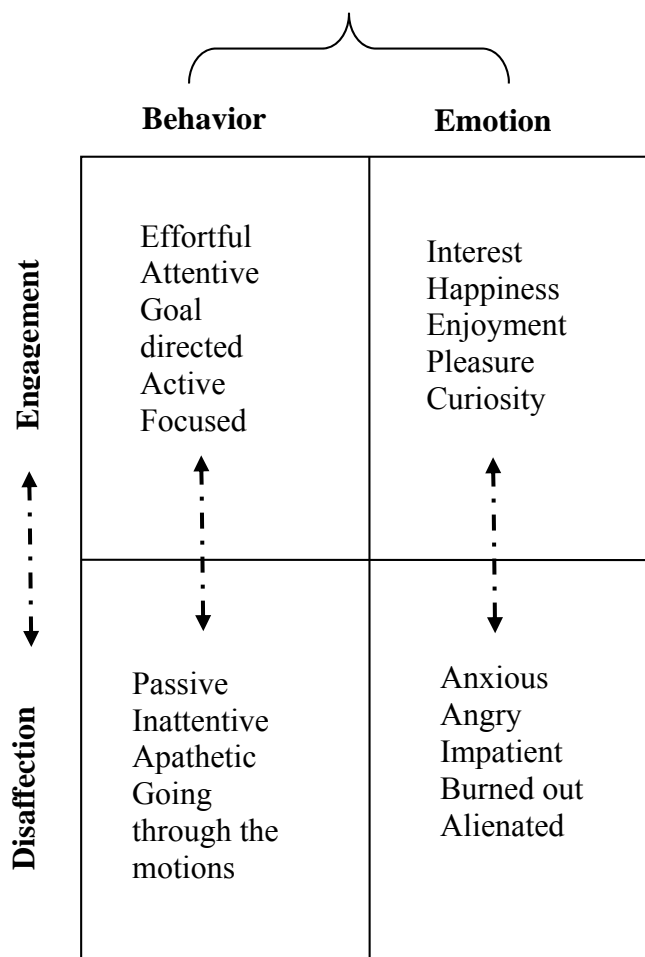 Behavior
Emotion
Engagement
Effortful
Attentive
Goal
directed
Active
Focused
Interest
Happiness
Enjoyment
Pleasure
Curiosity
Disaffection
Passive
Inattentive
Apathetic
Going
through the
motions
Anxious
Angry
Impatient
Burned out
Alienated